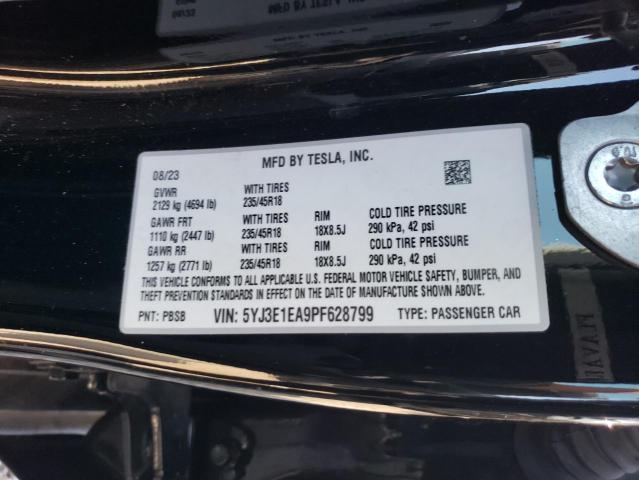 MFD BY TESLA, INC.
08/23
GVWR WITH TIRES
2129 kg (4694 lb) 235/45R18
GAWR FRT WITH TIRES RIM COLD TIRE PRESSURE
1110 kg (2447 lb) 235/45R18 18X8.5J 290 kPa, 42 psi
GAWR RR WITH TIRES RIM COLD TIRE PRESSURE
1257 kg (2771 lb) 235/45R18 18X8.5J 290 kPa, 42 psi
THIS VEHICLE CONFORMS TO ALL APPLICABLE U.S. FEDERAL MOTOR VEHICLE SAFETY, BUMPER, AND
THEFT PREVENTION STANDARDS IN EFFECT ON THE DATE OF MANUFACTURE SHOWN ABOVE.
PNT: PBSB VIN: 5YJ3E1EA9PF628799 TYPE: PASSENGER CAR
10.9